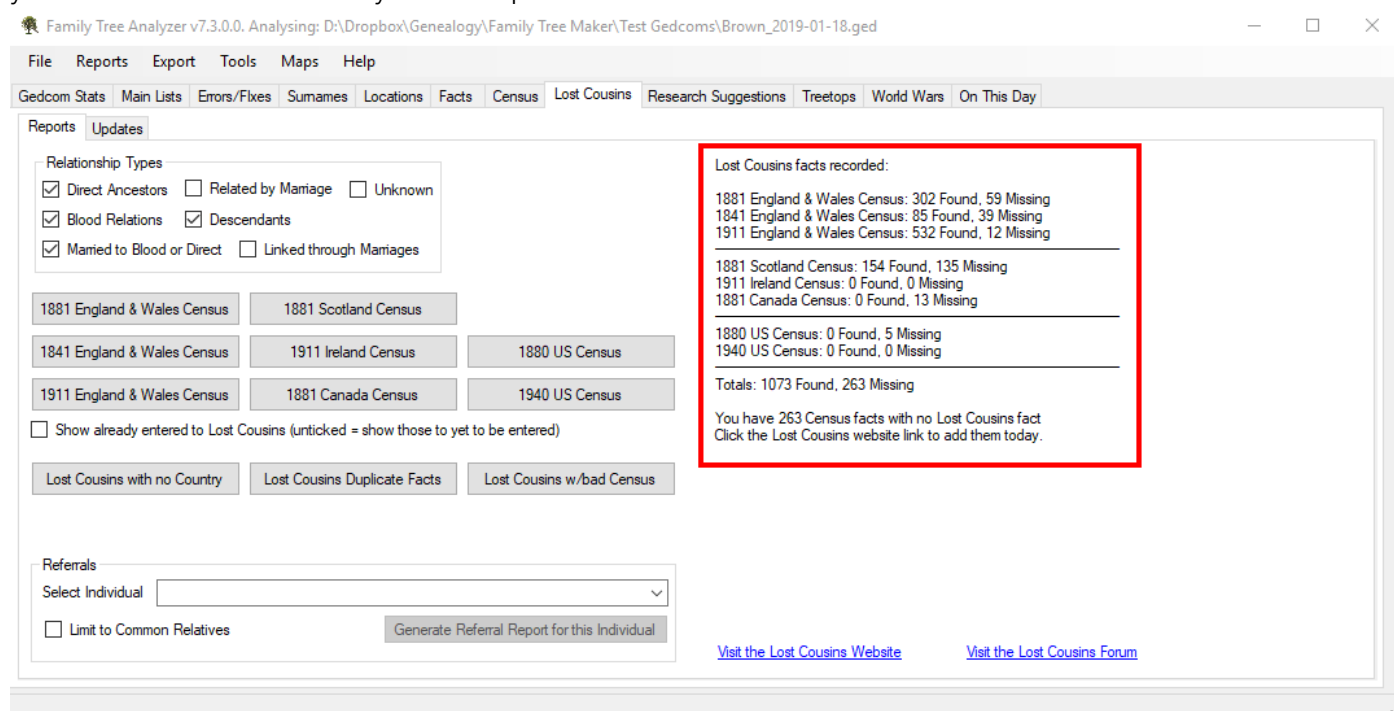 Family Tree Analyzer v7.3.0.0. Analysing: D:\Dropbox\Genealogy\Family Tree Maker\Test Gedcoms\Brown_2019-01-18.ged
File Reports Export Tools Maps Help
Gedcom Stats Main Lists Errors/Fixes Surnames Locations Facts Census Lost Cousins Research Suggestions Treetops World Wars On This Day
Reports Updates
Relationship Types
Direct Ancestors Related by Marriage Unknown
Blood Relations Descendants
Married to Blood or Direct Linked through Marriages
1881 England & Wales Census 1881 Scotland Census
1841 England & Wales Census 1911 Ireland Census 1880 US Census
1911 England & Wales Census 1881 Canada Census 1940 US Census
Show already entered to Lost Cousins (unticked = show those to yet to be entered)
Lost Cousins with no Country Lost Cousins Duplicate Facts Lost Cousins w/bad Census
Referrals
Select Individual
Limit to Common Relatives Generate Referral Report for this Individual
Lost Cousins facts recorded:
1881 England & Wales Census: 302 Found, 59 Missing
1841 England & Wales Census: 85 Found, 39 Missing
1911 England & Wales Census: 532 Found, 12 Missing
1881 Scotland Census: 154 Found, 135 Missing
1911 Ireland Census: 0 Found, 0 Missing
1881 Canada Census: 0 Found, 13 Missing
1880 US Census: 0 Found, 5 Missing
1940 US Census: 0 Found, 0 Missing
Totals: 1073 Found, 263 Missing
You have 263 Census facts with no Lost Cousins fact
Click the Lost Cousins website link to add them today.
Visit the Lost Cousins Website Visit the Lost Cousins Forum